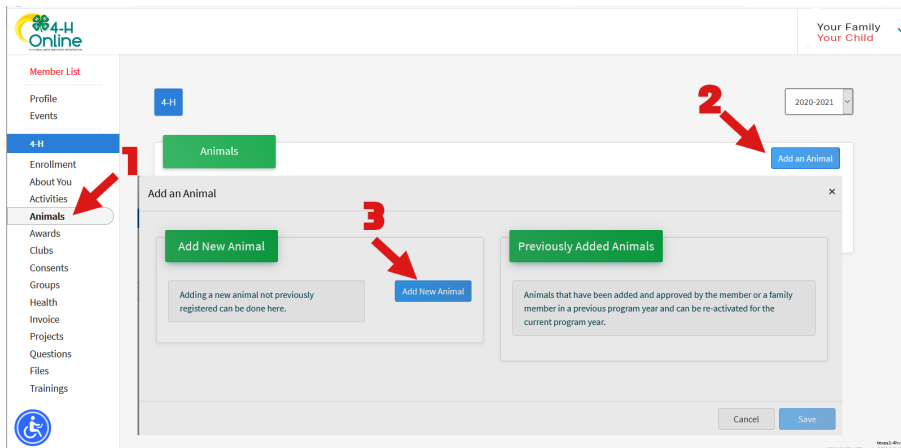 4-H
Online
Your Family
Your Child
Member List
Profile
Events
4-H
Enrollment
About You
Activities
Animals
Awards
Clubs
Consents
Groups
Health
Invoice
Projects
Questions
Files
Trainings
4-H
2
2020-2021
1
Animals
Add an Animal
Add an Animal
×
3
Add New Animal
Adding a new animal not previously
registered can be done here.
Add New Animal
Previously Added Animals
Animals that have been added and approved by the member or a family
member in a previous program year and can be re-activated for the
current program year.
Cancel
Save